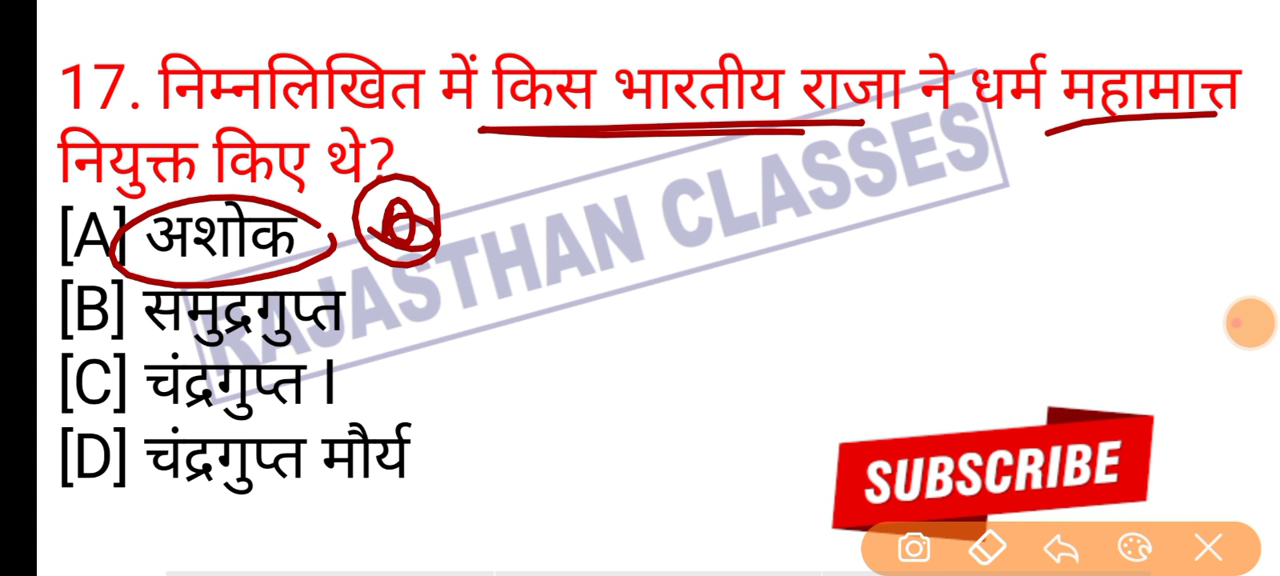 17. निम्नलिखित में किस भारतीय राजा ने धर्म महामात्त
नियुक्त किए थे?
[A] अशोक
[B] समुद्रगुप्त
[C] चंद्रगुप्त I
[D] चंद्रगुप्त मौर्य
RAJASTHAN CLASSES
SUBSCRIBE